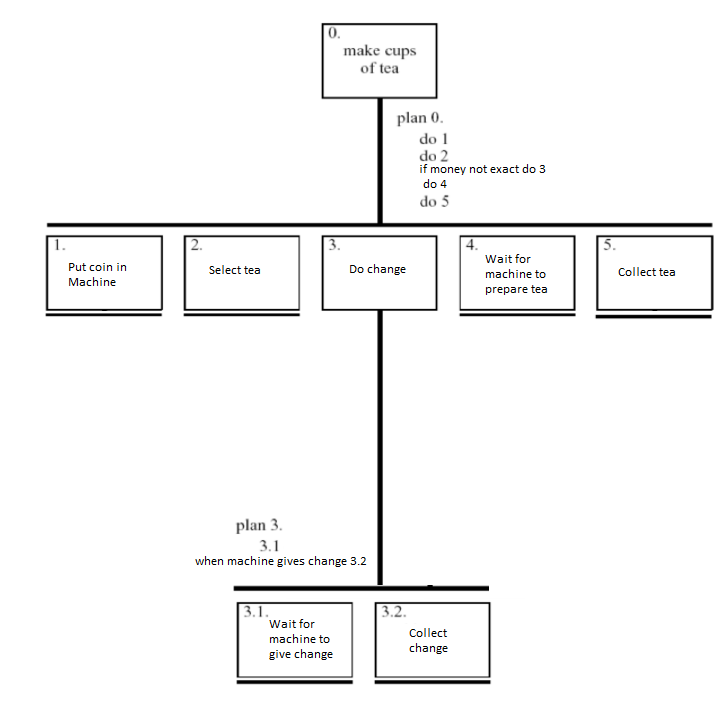 0.
make cups
of tea
plan 0.
do 1
do 2
if money not exact do 3
do 4
do 5
1.
Put coin in
Machine
2.
Select tea
3.
Do change
4.
Wait for
machine to
prepare tea
5.
Collect tea
plan 3.
3.1
when machine gives change 3.2
3.1.
Wait for
machine to
give change
3.2.
Collect
change